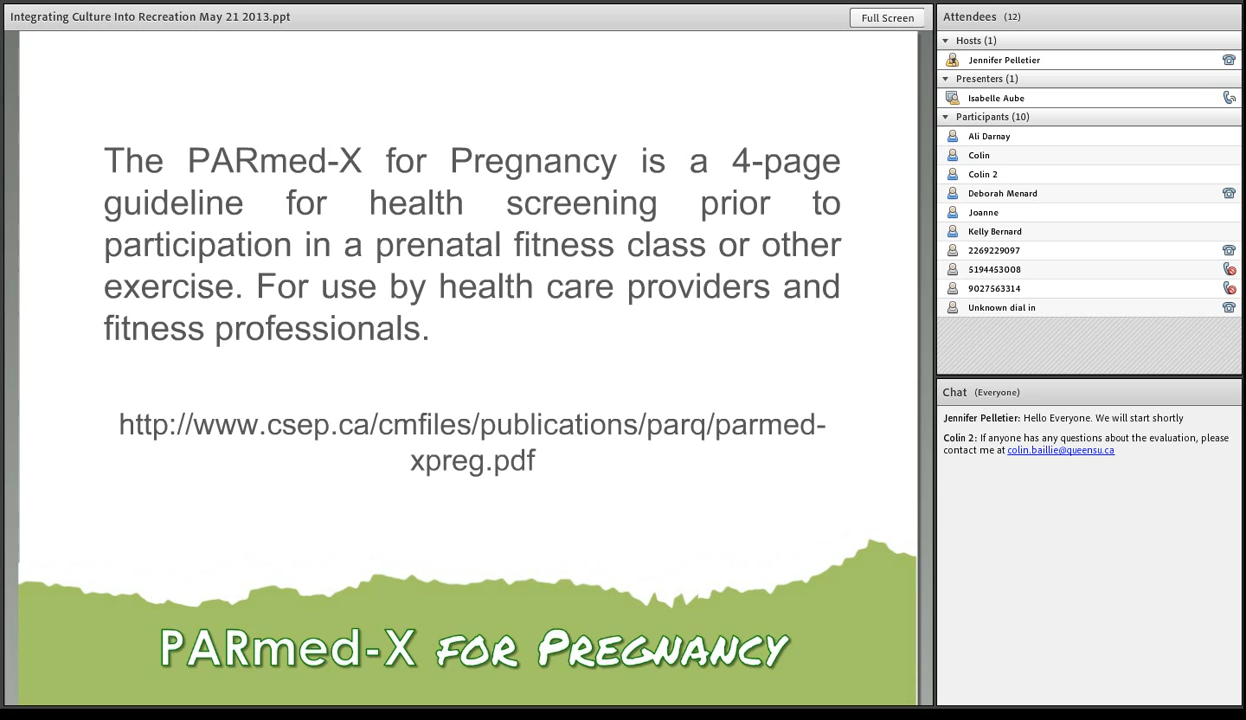 Integrating Culture Into Recreation May 21 2013.ppt
Full Screen
The PARmed-X for Pregnancy is a 4-page
guideline for health screening prior to
participation in a prenatal fitness class or other
exercise. For use by health care providers and
fitness professionals.
http://www.csep.ca/cmfiles/publications/parq/parmed-
xpreg.pdf
PARmed-X for Pregnancy
Attendees (12)
Hosts (1)
Jennifer Pelletier
Presenters (1)
Isabelle Aube
Participants (10)
Ali Darnay
Colin
Colin 2
Deborah Menard
Joanne
Kelly Bernard
2269229097
5194453008
9027563314
Unknown dial in
Chat (Everyone)
Jennifer Pelletier: Hello Everyone. We will start shortly
Colin 2: If anyone has any questions about the evaluation, please
contact me at colin.baillie@queensu.ca